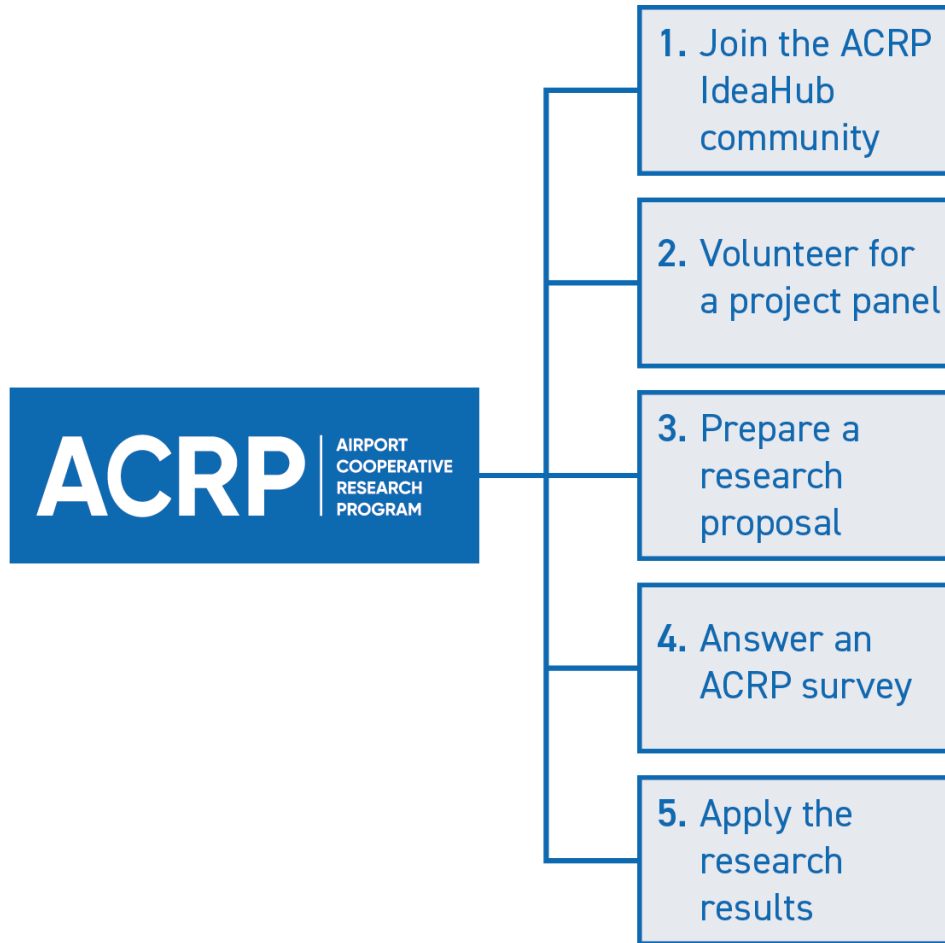 1. Join the ACRP
IdeaHub
community
2. Volunteer for
a project panel
ACRP
AIRPORT
COOPERATIVE
RESEARCH
PROGRAM
3. Prepare a
research
proposal
4. Answer an
ACRP survey
5. Apply the
research
results